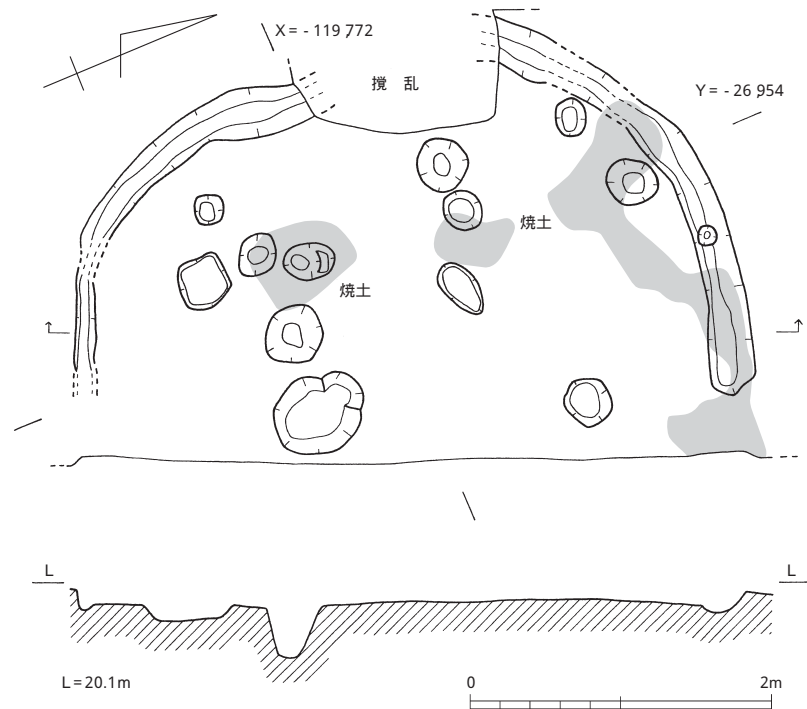 X = - 119,772
撹 乱
Y = - 26,954
焼土
焼土
L
L
L=20.1m
0
2m